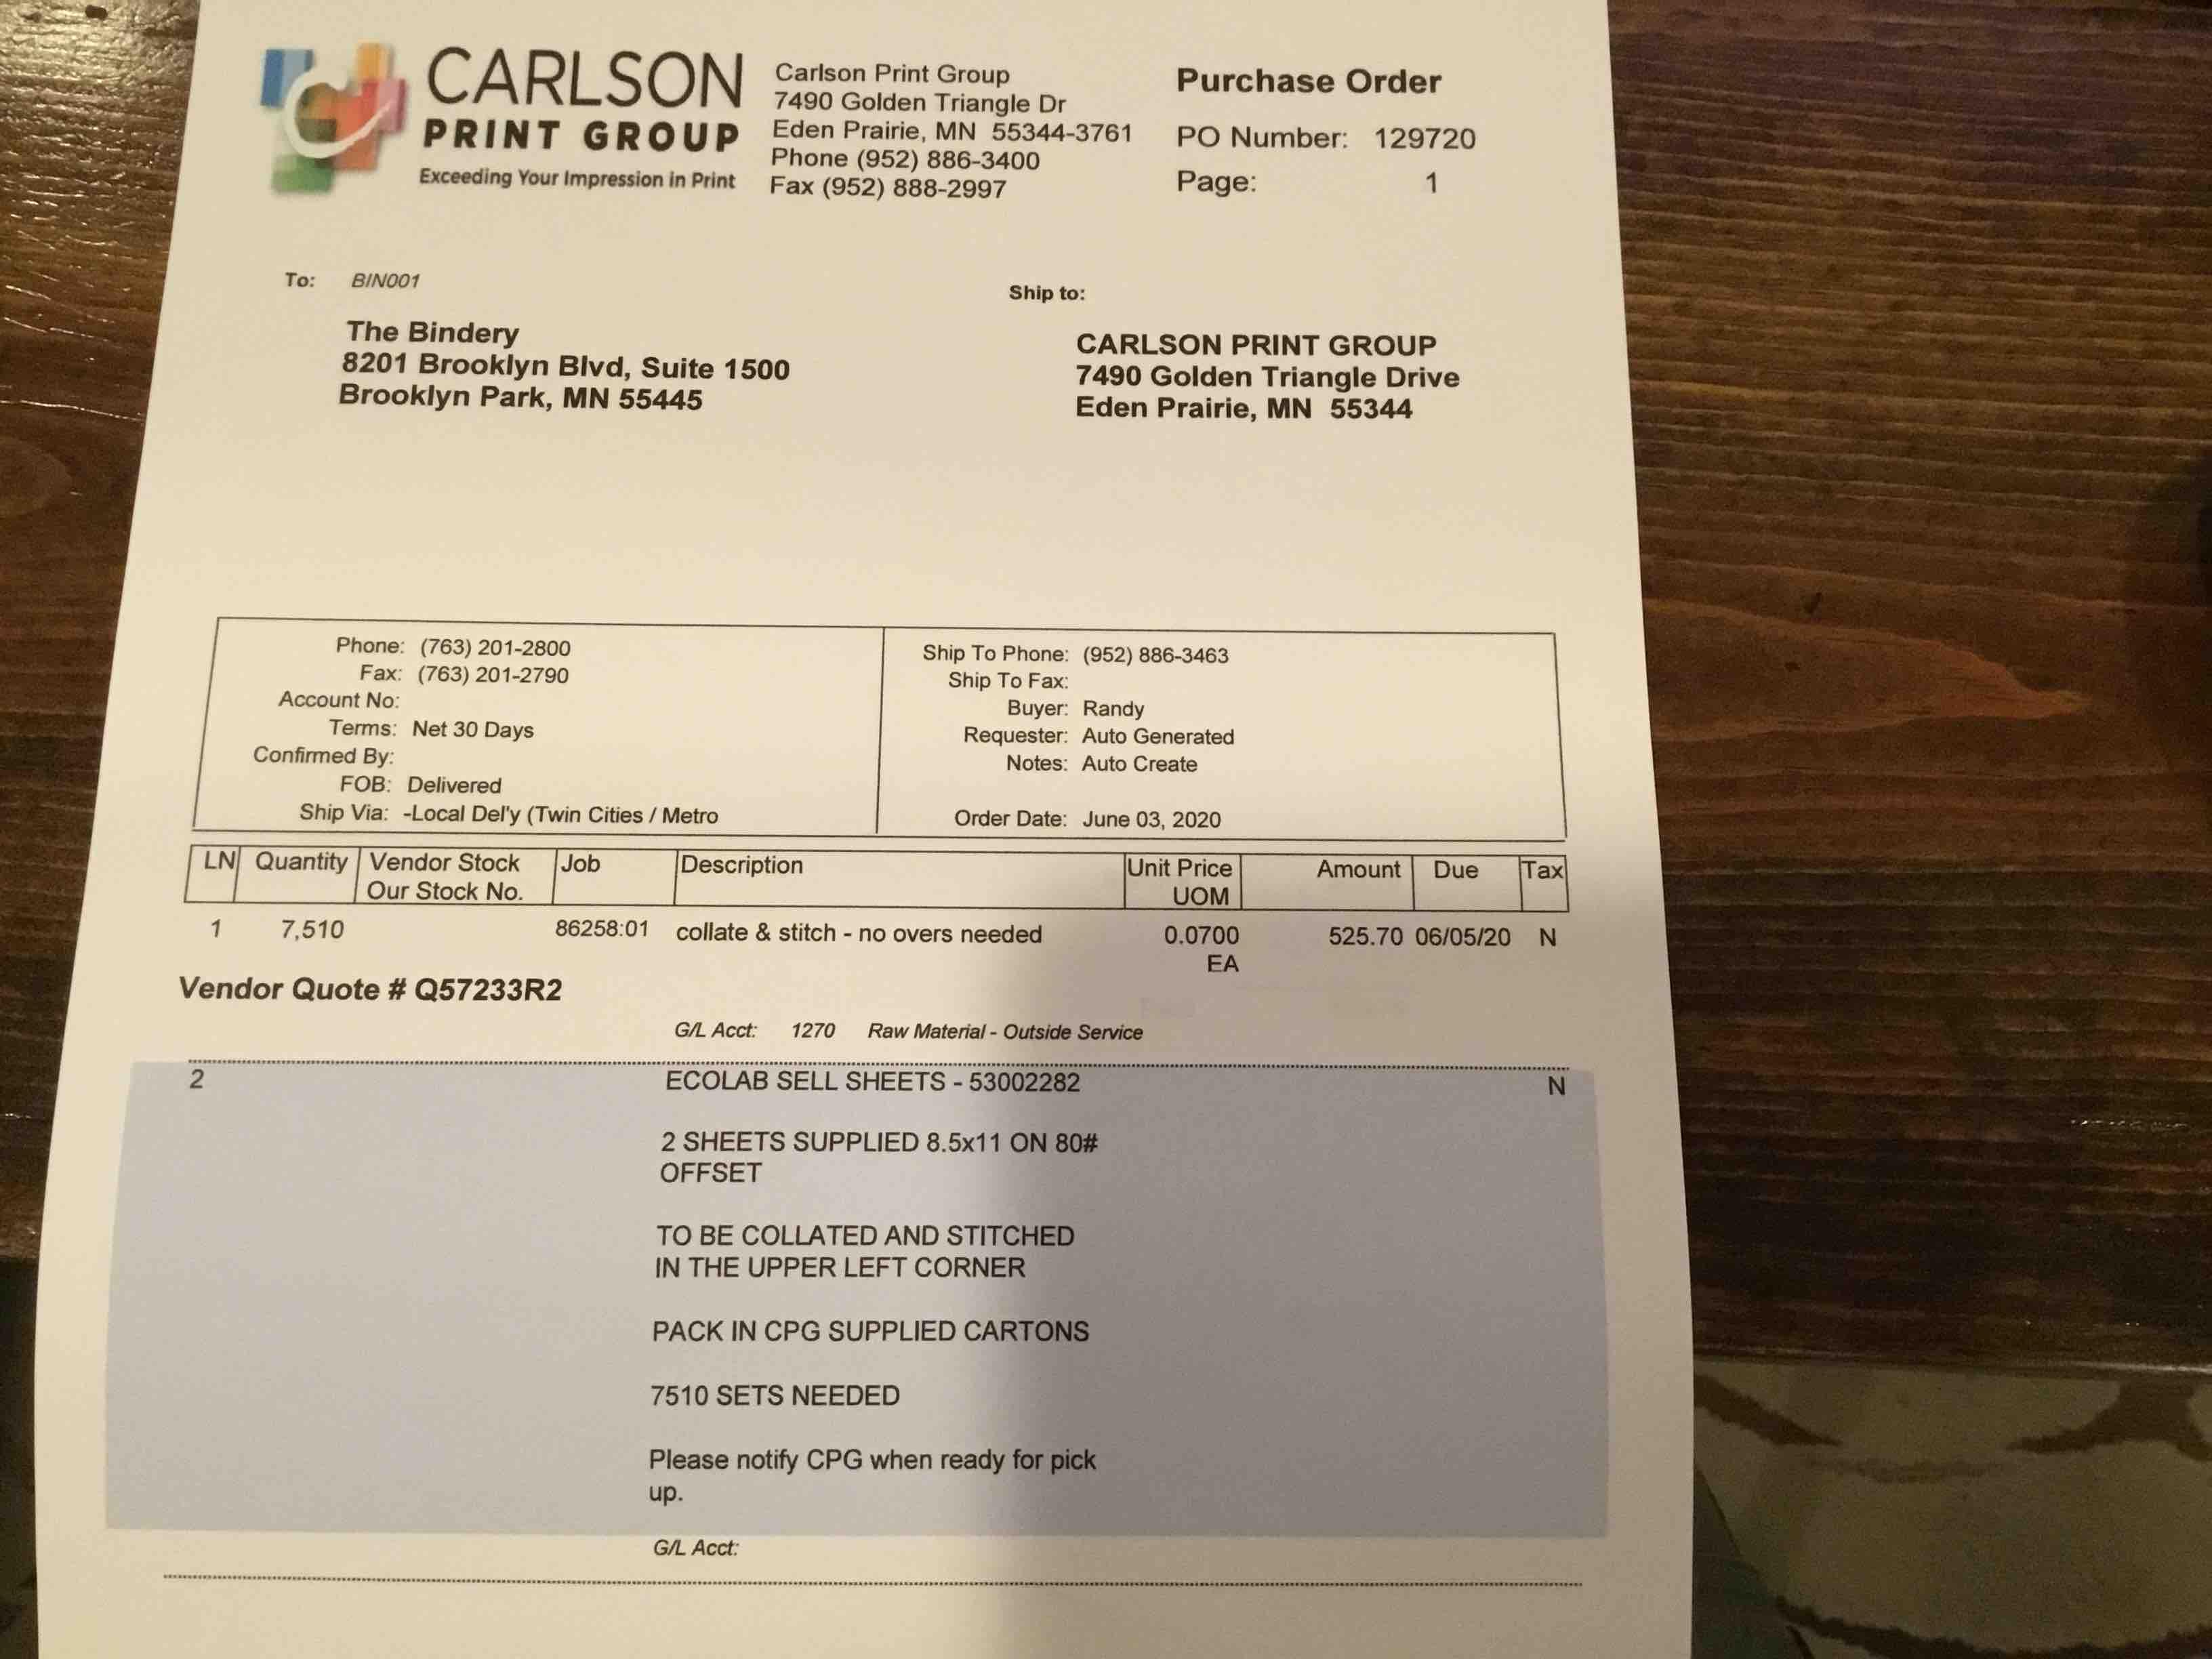 CARLSON
PRINT GROUP
Exceeding Your Impression in Print
Carlson Print Group
7490 Golden Triangle Dr
Eden Prairie, MN 55344-3761
Phone (952) 886-3400
Fax (952) 888-2997
Purchase Order
PO Number: 129720
Page: 1
To: BIN001
The Bindery
8201 Brooklyn Blvd, Suite 1500
Brooklyn Park, MN 55445
Ship to:
CARLSON PRINT GROUP
7490 Golden Triangle Drive
Eden Prairie, MN 55344
Phone: (763) 201-2800
Fax: (763) 201-2790
Account No:
Terms: Net 30 Days
Confirmed By:
FOB: Delivered
Ship Via: -Local Del'y (Twin Cities / Metro
Ship To Phone: (952) 886-3463
Ship To Fax:
Buyer: Randy
Requester: Auto Generated
Notes: Auto Create
Order Date: June 03, 2020
LN Quantity Vendor Stock Job Description Unit Price Amount Due Tax
Our Stock No. UOM
1 7,510 86258:01 collate & stitch - no overs needed 0.0700 525.70 06/05/20 N
EA
Vendor Quote # Q57233R2
G/L Acct: 1270 Raw Material - Outside Service
2 ECOLAB SELL SHEETS - 53002282 N
2 SHEETS SUPPLIED 8.5x11 ON 80#
OFFSET
TO BE COLLATED AND STITCHED
IN THE UPPER LEFT CORNER
PACK IN CPG SUPPLIED CARTONS
7510 SETS NEEDED
Please notify CPG when ready for pick
up.
G/L Acct: